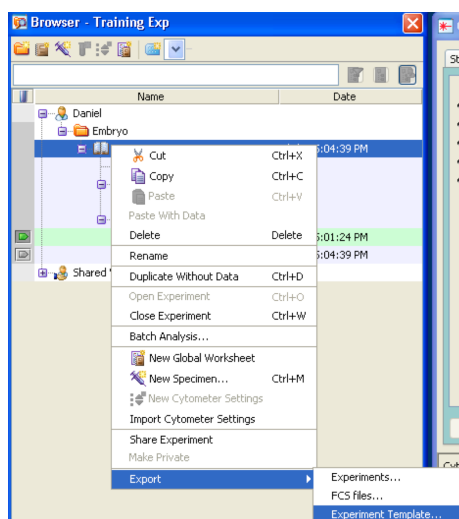 Browser - Training Exp
St
Name Date
Daniel
Embryo
5:04:39 PM
Cut Ctrl+X
Copy Ctrl+C
Paste Ctrl+V
Paste With Data
Delete Delete 5:01:24 PM
Rename 5:04:39 PM
Shared Duplicate Without Data Ctrl+D
Open Experiment Ctrl+O
Close Experiment Ctrl+W
Batch Analysis...
New Global Worksheet
New Specimen... Ctrl+M
New Cytometer Settings
Import Cytometer Settings
Share Experiment
Make Private
Export
Cyt
Experiments...
FCS files...
Experiment Template...